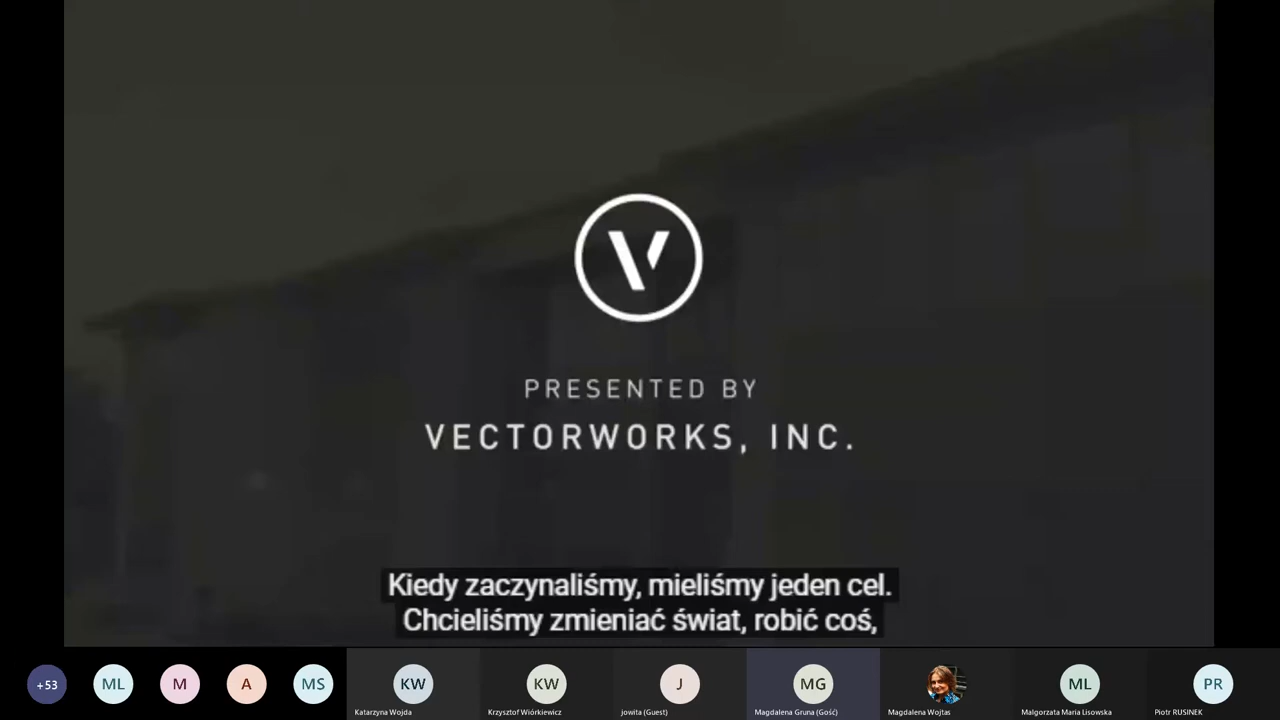 PRESENTED BY
VECTORWORKS, INC.
Kiedy zaczynaliśmy, mieliśmy jeden cel.
Chcieliśmy zmieniać świat, robić coś,
+53
ML
M
A
MS
KW
KW
J
MG
ML
PR
Katarzyna Wojda
Krzysztof Wiórkiewicz
jowita (Guest)
Magdalena Gruna (Gość)
Magdalena Wojtas
Małgorzata Maria Lisowska
Piotr RUSINEK